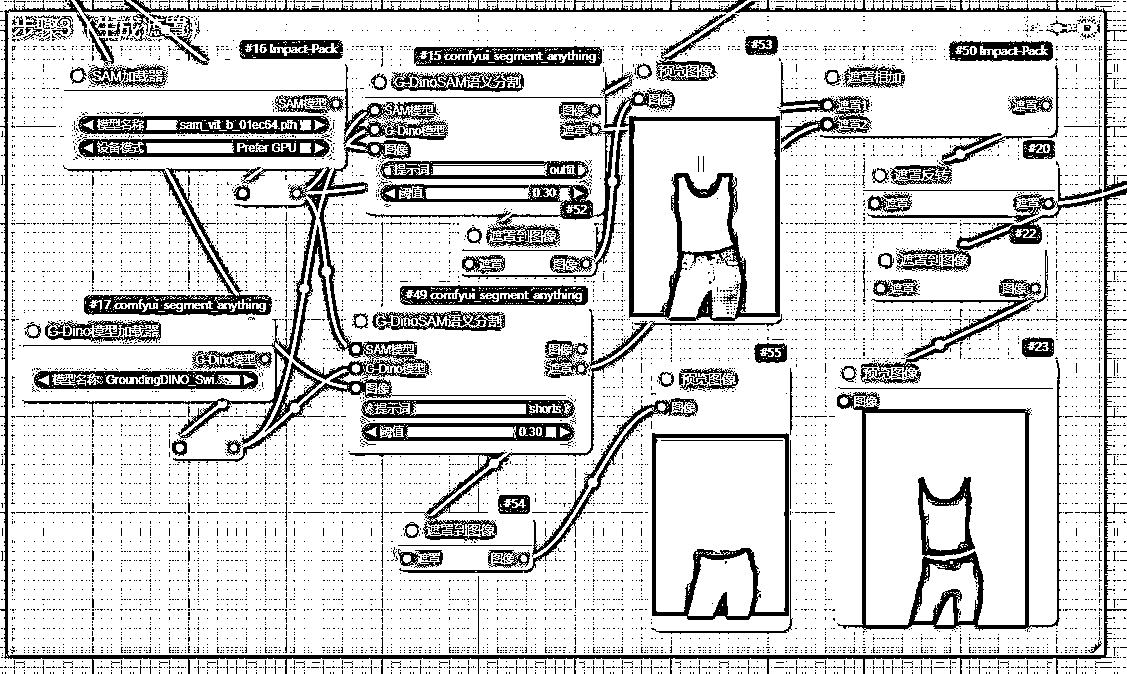 步骤3 （生成遮罩）
#16 Impact-Pack
SAM加载器
SAM模型
模型名称 sam_vit_b_01ec64.pth
设备模式 Prefer GPU
#15 comfyui_segment_anything
G-DinoSAM语义分割
SAM模型 图像
G-Dino模型 遮罩
图像
提示词 outfit
阈值 0.30
#52
遮罩到图像
遮罩 图像
#53
预览图像
图像
#50 Impact-Pack
遮罩相加
遮罩1 遮罩
遮罩2
#20
遮罩反转
遮罩 遮罩
#22
遮罩到图像
遮罩 图像
#17 comfyui_segment_anything
G-Dino模型加载器
G-Dino模型
模型名称 GroundingDINO_Swi...
#49 comfyui_segment_anything
G-DinoSAM语义分割
SAM模型 图像
G-Dino模型 遮罩
图像
提示词 shorts
阈值 0.30
#54
遮罩到图像
遮罩 图像
#55
预览图像
图像
#23
预览图像
图像